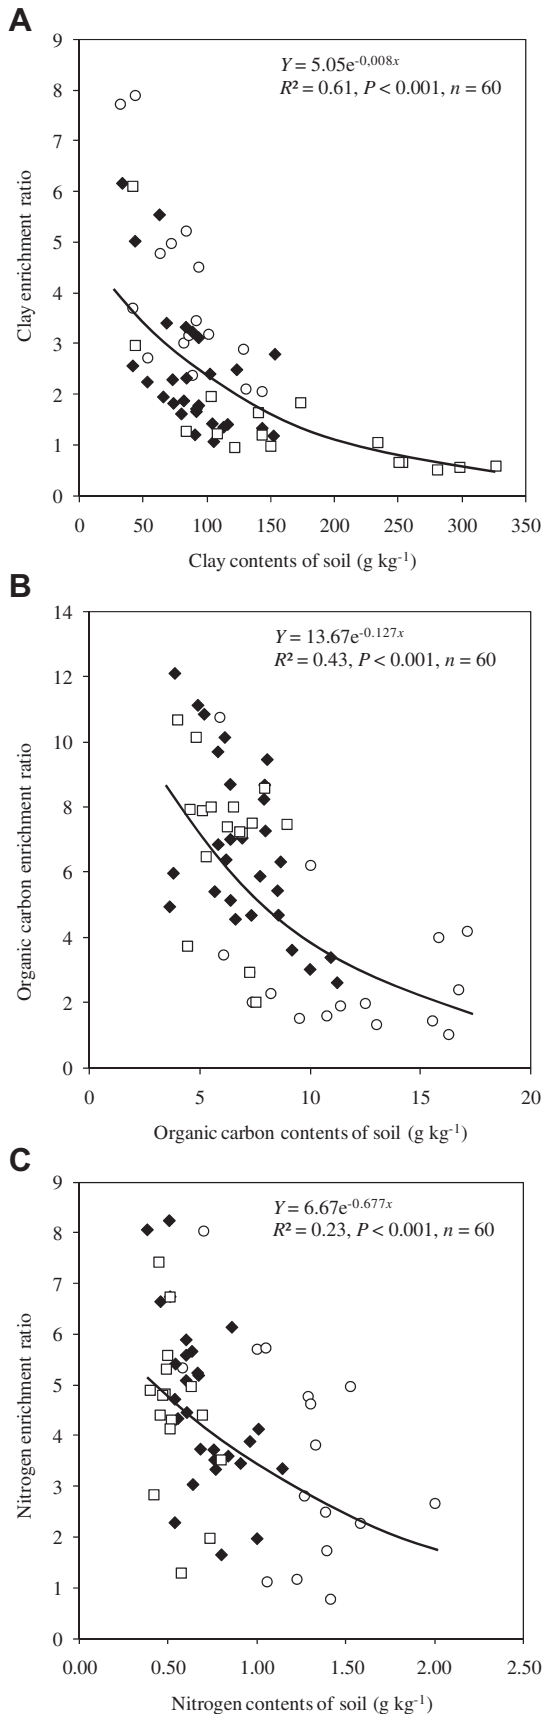 A
9
8
7
6
5
4
3
2
1
0
Clay enrichment ratio
Y = 5.05e-0,008x
R² = 0.61, P < 0.001, n = 60
0 50 100 150 200 250 300 350
Clay contents of soil (g kg-1)
B
14
12
10
8
6
4
2
0
Organic carbon enrichment ratio
Y = 13.67e-0.127x
R² = 0.43, P < 0.001, n = 60
0 5 10 15 20
Organic carbon contents of soil (g kg-1)
C
9
8
7
6
5
4
3
2
1
0
Nitrogen enrichment ratio
Y = 6.67e-0.677x
R² = 0.23, P < 0.001, n = 60
0.00 0.50 1.00 1.50 2.00 2.50
Nitrogen contents of soil (g kg-1)